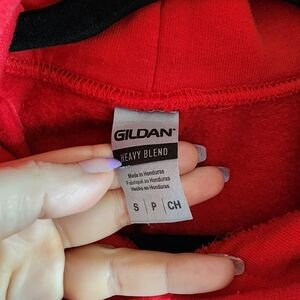 GILDAN
HEAVY BLEND
Made in Honduras
Fabriqué au Honduras
Hecho en Honduras
S | P | CH